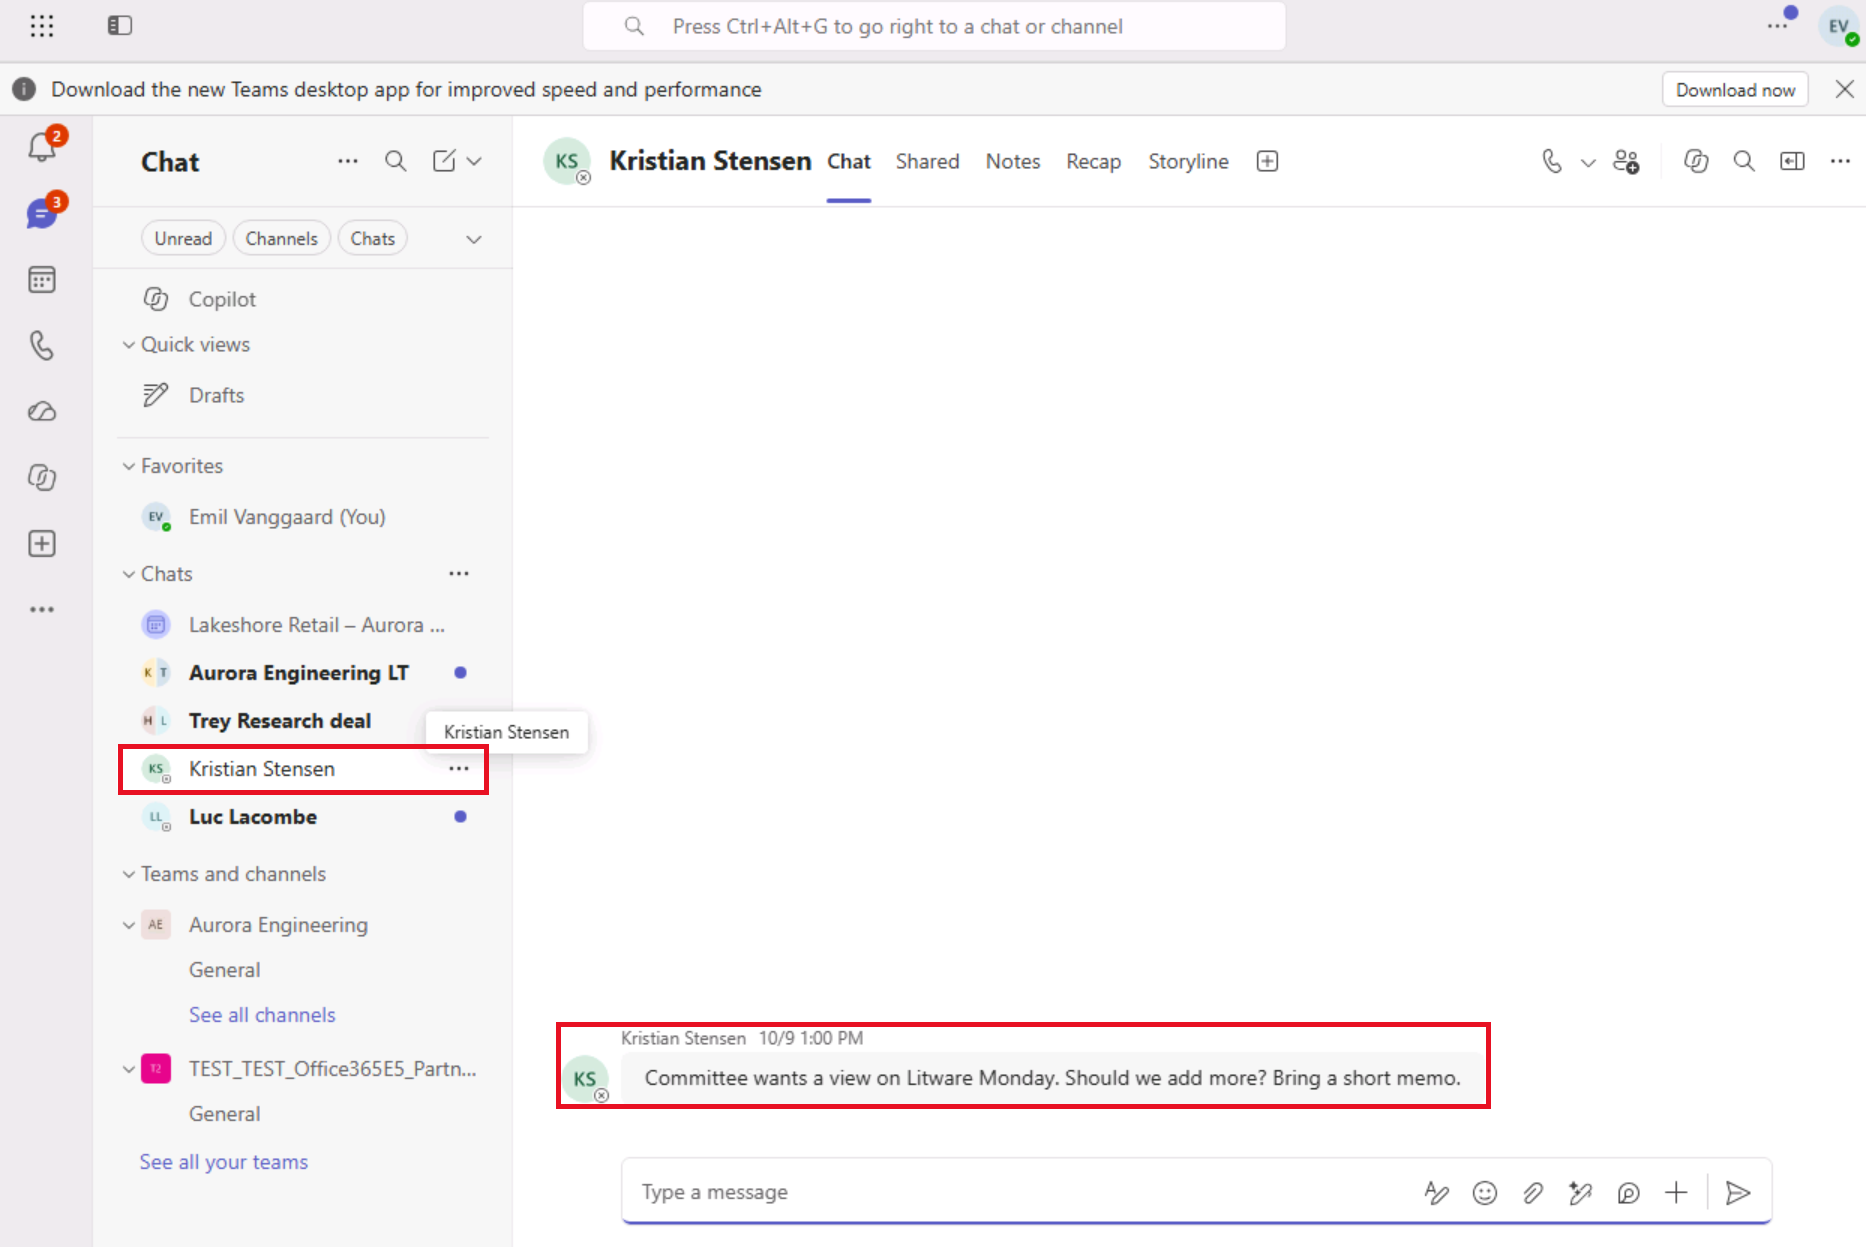 Press Ctrl+Alt+G to go right to a chat or channel
EV
Download the new Teams desktop app for improved speed and performance
Download now
2
3
Chat
Unread Channels Chats
Copilot
Quick views
Drafts
Favorites
EV Emil Vanggaard (You)
Chats
Lakeshore Retail – Aurora ...
K T Aurora Engineering LT
H L Trey Research deal
Kristian Stensen
KS Kristian Stensen
LL Luc Lacombe
Teams and channels
AE Aurora Engineering
General
See all channels
T2 TEST_TEST_Office365E5_Partn...
General
See all your teams
KS Kristian Stensen Chat Shared Notes Recap Storyline
Kristian Stensen 10/9 1:00 PM
KS Committee wants a view on Litware Monday. Should we add more? Bring a short memo.
Type a message